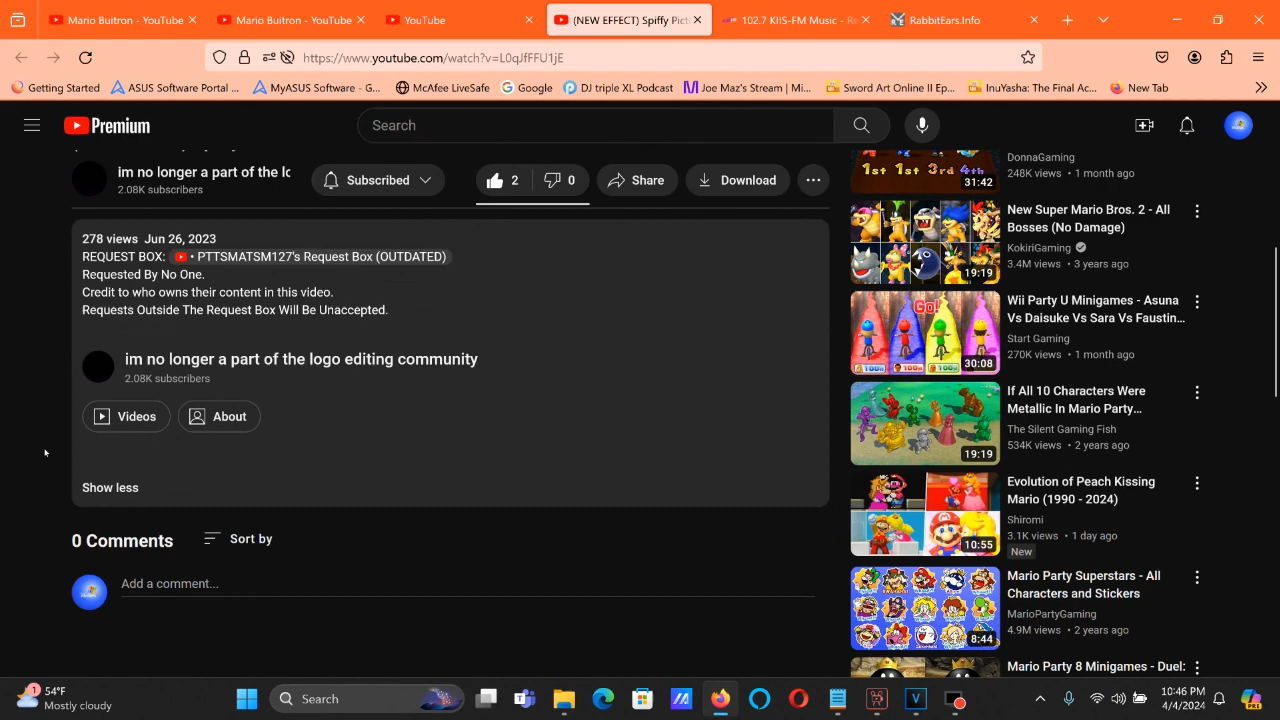 Mario Buitron - YouTube
Mario Buitron - YouTube
YouTube
(NEW EFFECT) Spiffy Pict
102.7 KIIS-FM Music - Re
RabbitEars.Info
https://www.youtube.com/watch?v=L0qJfFFU1jE
Getting Started
ASUS Software Portal ...
MyASUS Software - G...
McAfee LiveSafe
Google
DJ triple XL Podcast
Joe Maz's Stream | Mi...
Sword Art Online II Ep...
InuYasha: The Final Ac...
New Tab
Premium
Search
im no longer a part of the lo
2.08K subscribers
Subscribed
2
0
Share
Download
278 views Jun 26, 2023
REQUEST BOX: • PTTSMATSM127's Request Box (OUTDATED)
Requested By No One.
Credit to who owns their content in this video.
Requests Outside The Request Box Will Be Unaccepted.
im no longer a part of the logo editing community
2.08K subscribers
Videos
About
Show less
0 Comments
Sort by
Add a comment...
1st 1st 3rd 4th
31:42
DonnaGaming
248K views • 1 month ago
19:19
New Super Mario Bros. 2 - All
Bosses (No Damage)
KokiriGaming
3.4M views • 3 years ago
Go!
30:08
Wii Party U Minigames - Asuna
Vs Daisuke Vs Sara Vs Faustin...
Start Gaming
270K views • 1 month ago
19:19
If All 10 Characters Were
Metallic In Mario Party...
The Silent Gaming Fish
534K views • 2 years ago
10:55
Evolution of Peach Kissing
Mario (1990 - 2024)
Shiromi
3.1K views • 1 day ago
New
8:44
Mario Party Superstars - All
Characters and Stickers
MarioPartyGaming
4.9M views • 2 years ago
Mario Party 8 Minigames - Duel:
1
54°F
Mostly cloudy
Search
10:46 PM
4/4/2024